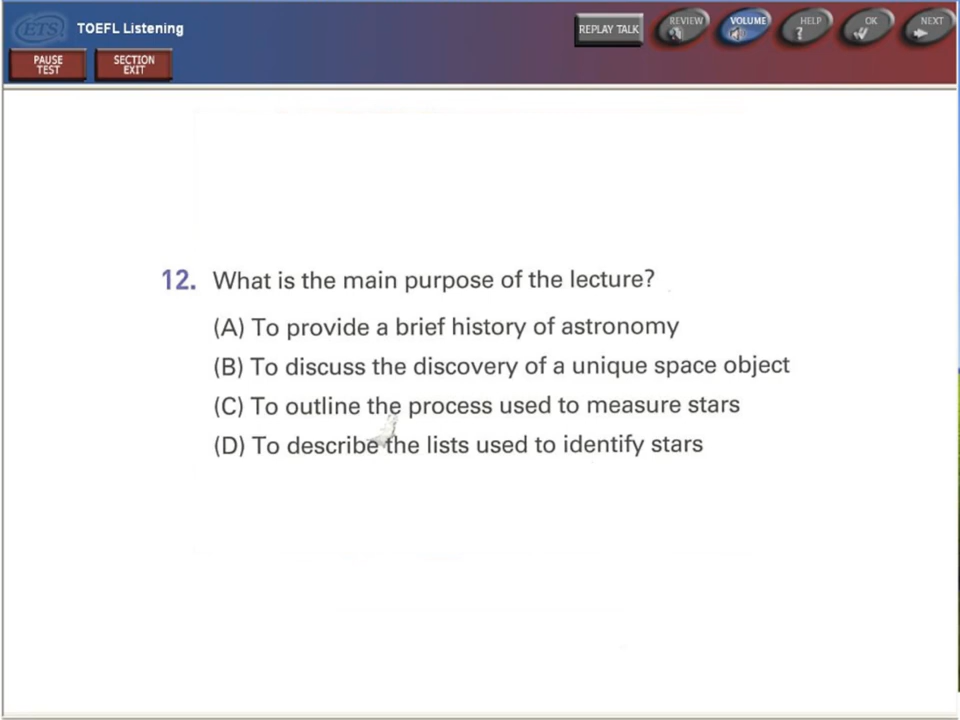 ETS
TOEFL Listening
REPLAY TALK
REVIEW
VOLUME
HELP
?
OK
NEXT
PAUSE
TEST
SECTION
EXIT
12. What is the main purpose of the lecture?
(A) To provide a brief history of astronomy
(B) To discuss the discovery of a unique space object
(C) To outline the process used to measure stars
(D) To describe the lists used to identify stars